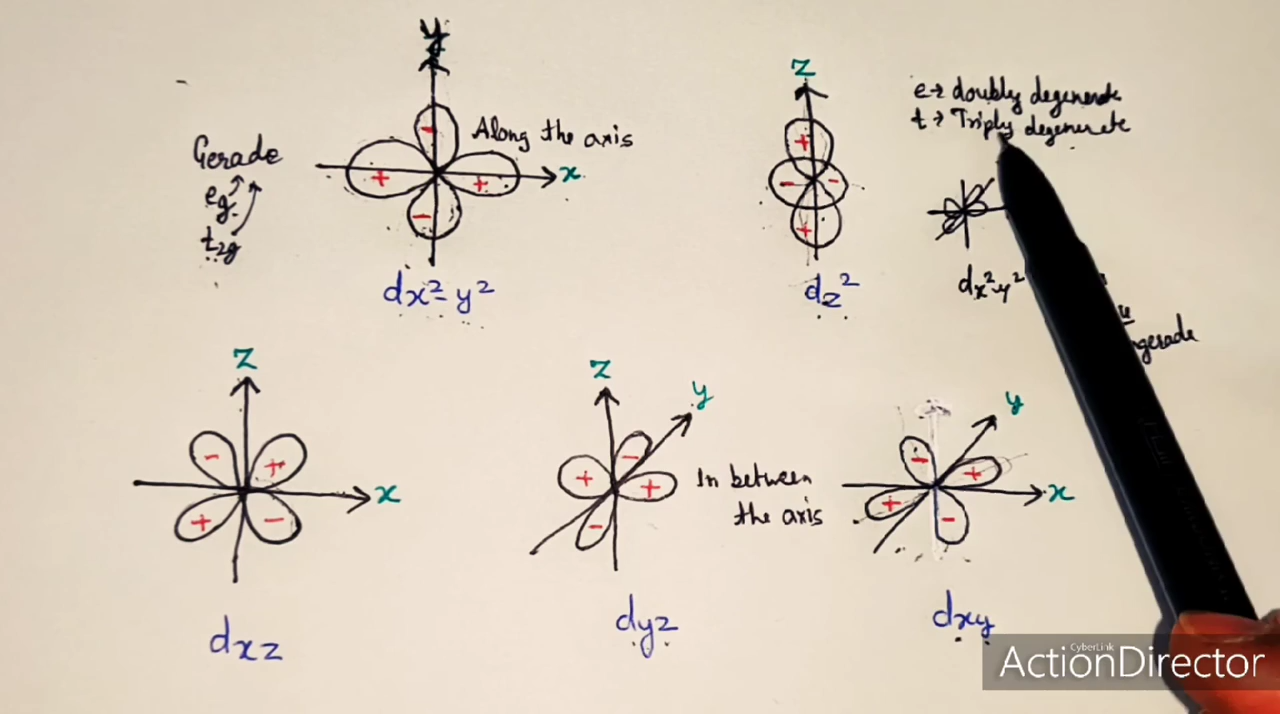 y
Along the axis
x
+ + - -
dx²-y²
Gerade
eg.
t₂g
z
+ - - +
dz²
e → doubly degenerate
t → Triply degenerate
dx²-y²
z
x
- + + -
dxz
z
y
+ - + -
dyz
In between
the axis
y
x
- + + -
dxy
CyberLink
ActionDirector